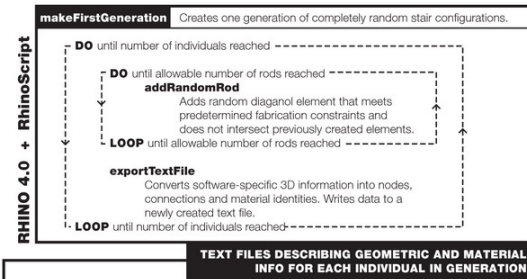 makeFirstGeneration Creates one generation of completely random stair configurations.
DO until number of individuals reached
DO until allowable number of rods reached
addRandomRod
Adds random diaganol element that meets
predetermined fabrication constraints and
does not intersect previously created elements.
LOOP until allowable number of rods reached
exportTextFile
Converts software-specific 3D information into nodes,
connections and material identities. Writes data to a
newly created text file.
LOOP until number of individuals reached
RHINO 4.0 + RhinoScript
TEXT FILES DESCRIBING GEOMETRIC AND MATERIAL
INFO FOR EACH INDIVIDUAL IN GENERATION